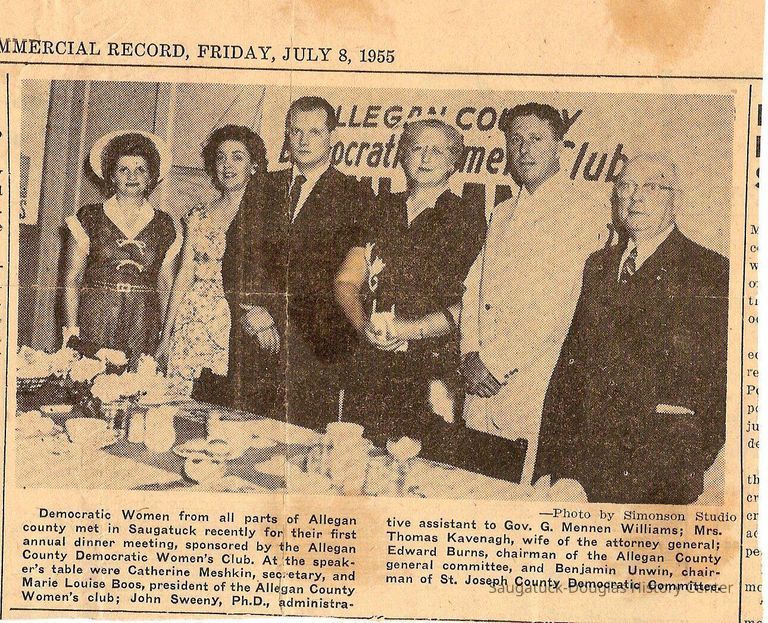 MMERCIAL RECORD, FRIDAY, JULY 8, 1955
ALLEGAN COUNTY
Democratic Women's Club
—Photo by Simonson Studio
Democratic Women from all parts of Allegan
county met in Saugatuck recently for their first
annual dinner meeting, sponsored by the Allegan
County Democratic Women's Club. At the speak-
er's table were Catherine Meshkin, secretary, and
Marie Louise Boos, president of the Allegan County
Women's club; John Sweeny, Ph.D., administra-
tive assistant to Gov. G. Mennen Williams; Mrs.
Thomas Kavenagh, wife of the attorney general;
Edward Burns, chairman of the Allegan County
general committee, and Benjamin Unwin, chair-
man of St. Joseph County Democratic Committee.
Saugatuck-Douglas History Center